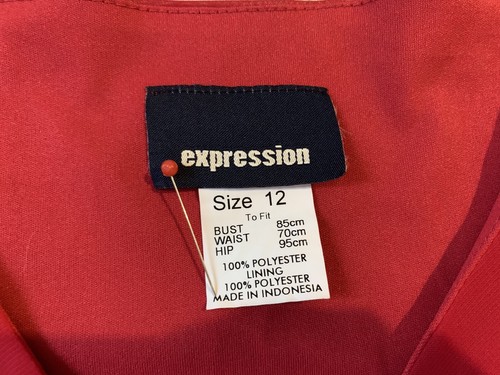 expression
Size 12
To Fit
BUST 85cm
WAIST 70cm
HIP 95cm
100% POLYESTER
LINING
100% POLYESTER
MADE IN INDONESIA